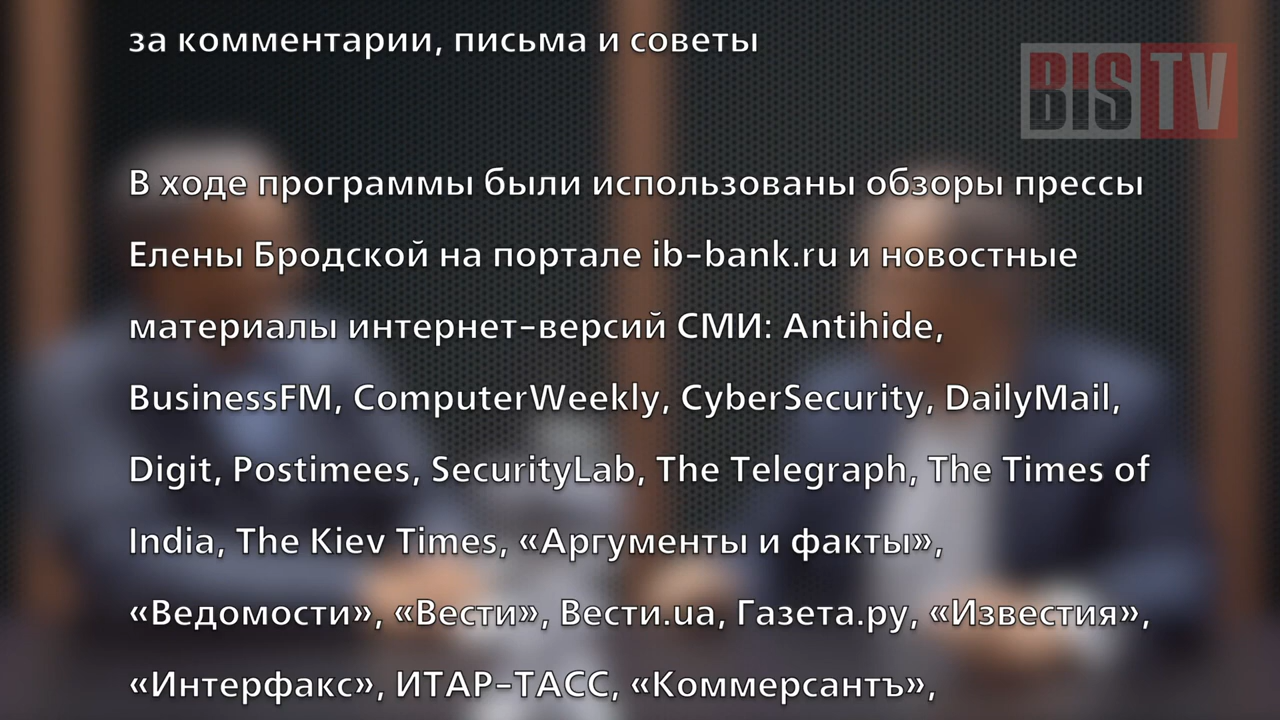 за комментарии, письма и советы
BIS TV
В ходе программы были использованы обзоры прессы
Елены Бродской на портале ib-bank.ru и новостные
материалы интернет-версий СМИ: Antihide,
BusinessFM, ComputerWeekly, CyberSecurity, DailyMail,
Digit, Postimees, SecurityLab, The Telegraph, The Times of
India, The Kiev Times, «Аргументы и факты»,
«Ведомости», «Вести», Вести.ua, Газета.ру, «Известия»,
«Интерфакс», ИТАР-ТАСС, «Коммерсантъ»,